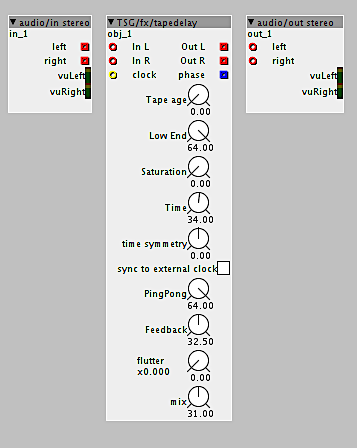 audio/in stereo
in_1
left
right
vuLeft
vuRight
TSG/fx/tapedelay
obj_1
In L Out L
In R Out R
clock phase
Tape age
0.00
Low End
64.00
Saturation
0.00
Time
34.00
time symmetry
0.00
sync to external clock
PingPong
64.00
Feedback
32.50
flutter
x0.000
0.00
mix
31.00
audio/out stereo
out_1
left
right
vuLeft
vuRight